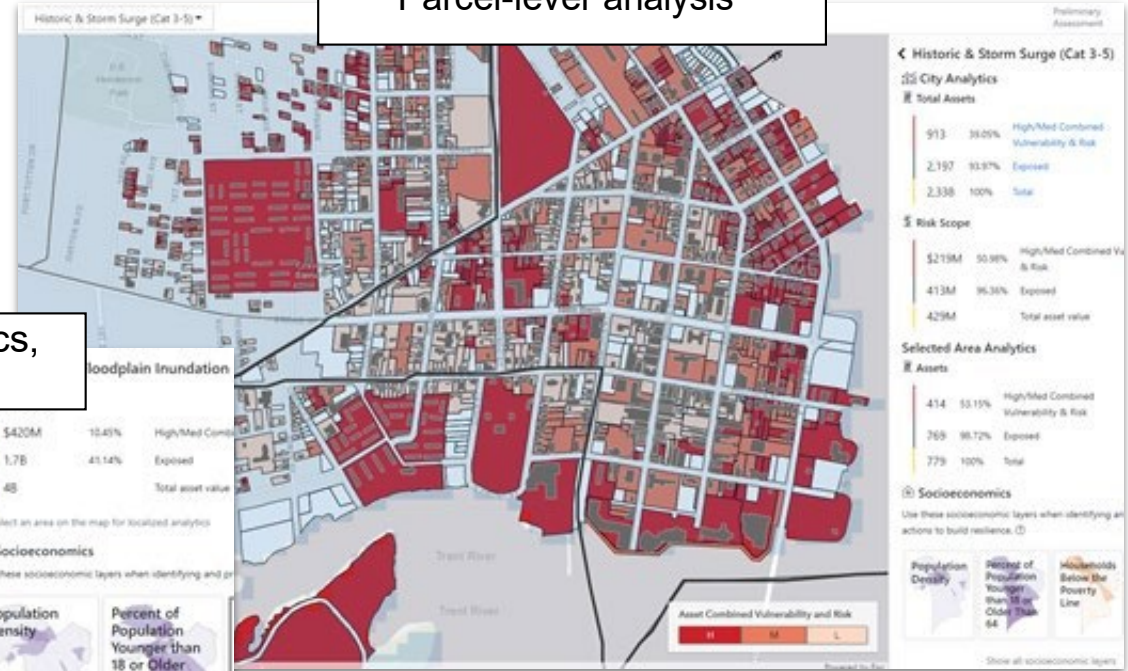 Parcel-level analysis
Historic & Storm Surge (Cat 3-5)
Preliminary
Assessment
Historic & Storm Surge (Cat 3-5)
City Analytics
Total Assets
913 39.05% High/Med Combined
Vulnerability & Risk
2,197 93.97% Exposed
2,338 100% Total
$ Risk Scope
$219M 50.98% High/Med Combined Vu
& Risk
413M 96.36% Exposed
429M Total asset value
Selected Area Analytics
Assets
414 53.15% High/Med Combined
Vulnerability & Risk
769 98.72% Exposed
779 100% Total
Socioeconomics
Use these socioeconomic layers when identifying an
actions to build resilience.
Population
Density
Percent of
Population
Younger
than 18 or
Older Than
64
Households
Below the
Poverty
Line
Show all socioeconomic layers
cs,
loodplain Inundation
$420M 10.45% High/Med Comb
1.7B 41.14% Exposed
4B Total asset value
lect an area on the map for localized analytics
ocioeconomics
hese socioeconomic layers when identifying and pr
opulation
ensity
Percent of
Population
Younger than
18 or Older
Trent River
Trent River
Asset Combined Vulnerability and Risk
H M L
Powered by Esri